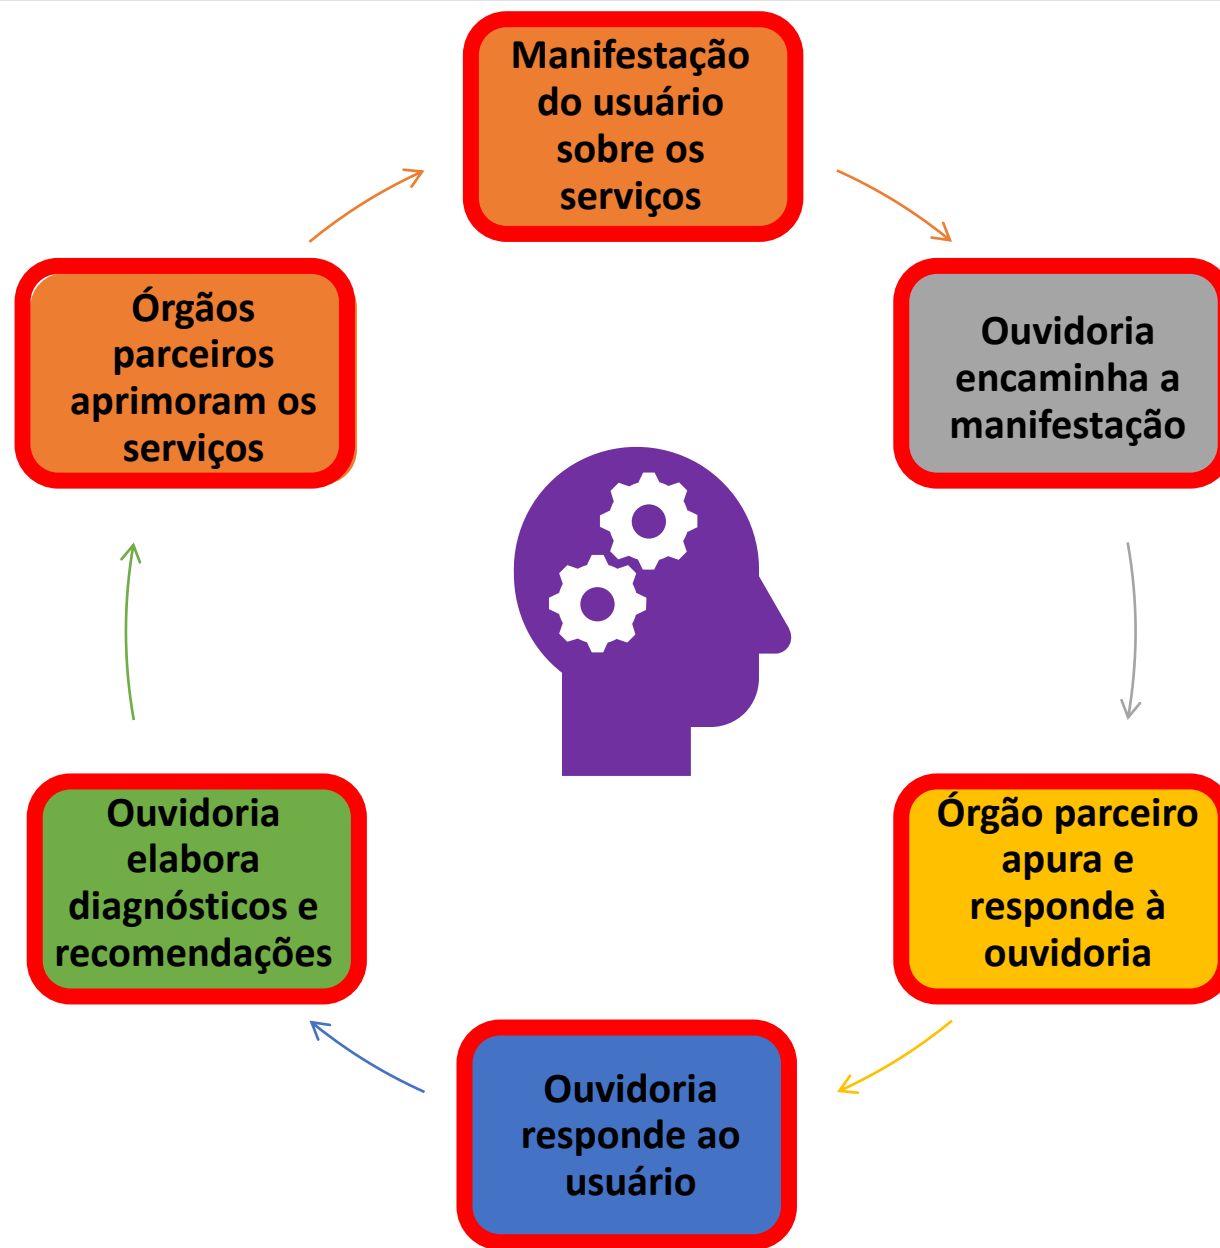 Manifestação
do usuário
sobre os
serviços
Ouvidoria
encaminha a
manifestação
Órgão parceiro
apura e
responde à
ouvidoria
Ouvidoria
responde ao
usuário
Ouvidoria
elabora
diagnósticos e
recomendações
Órgãos
parceiros
aprimoram os
serviços